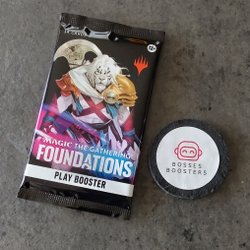 MAGIC THE GATHERING
FOUNDATIONS
PLAY BOOSTER
BOSSES
BOOSTERS